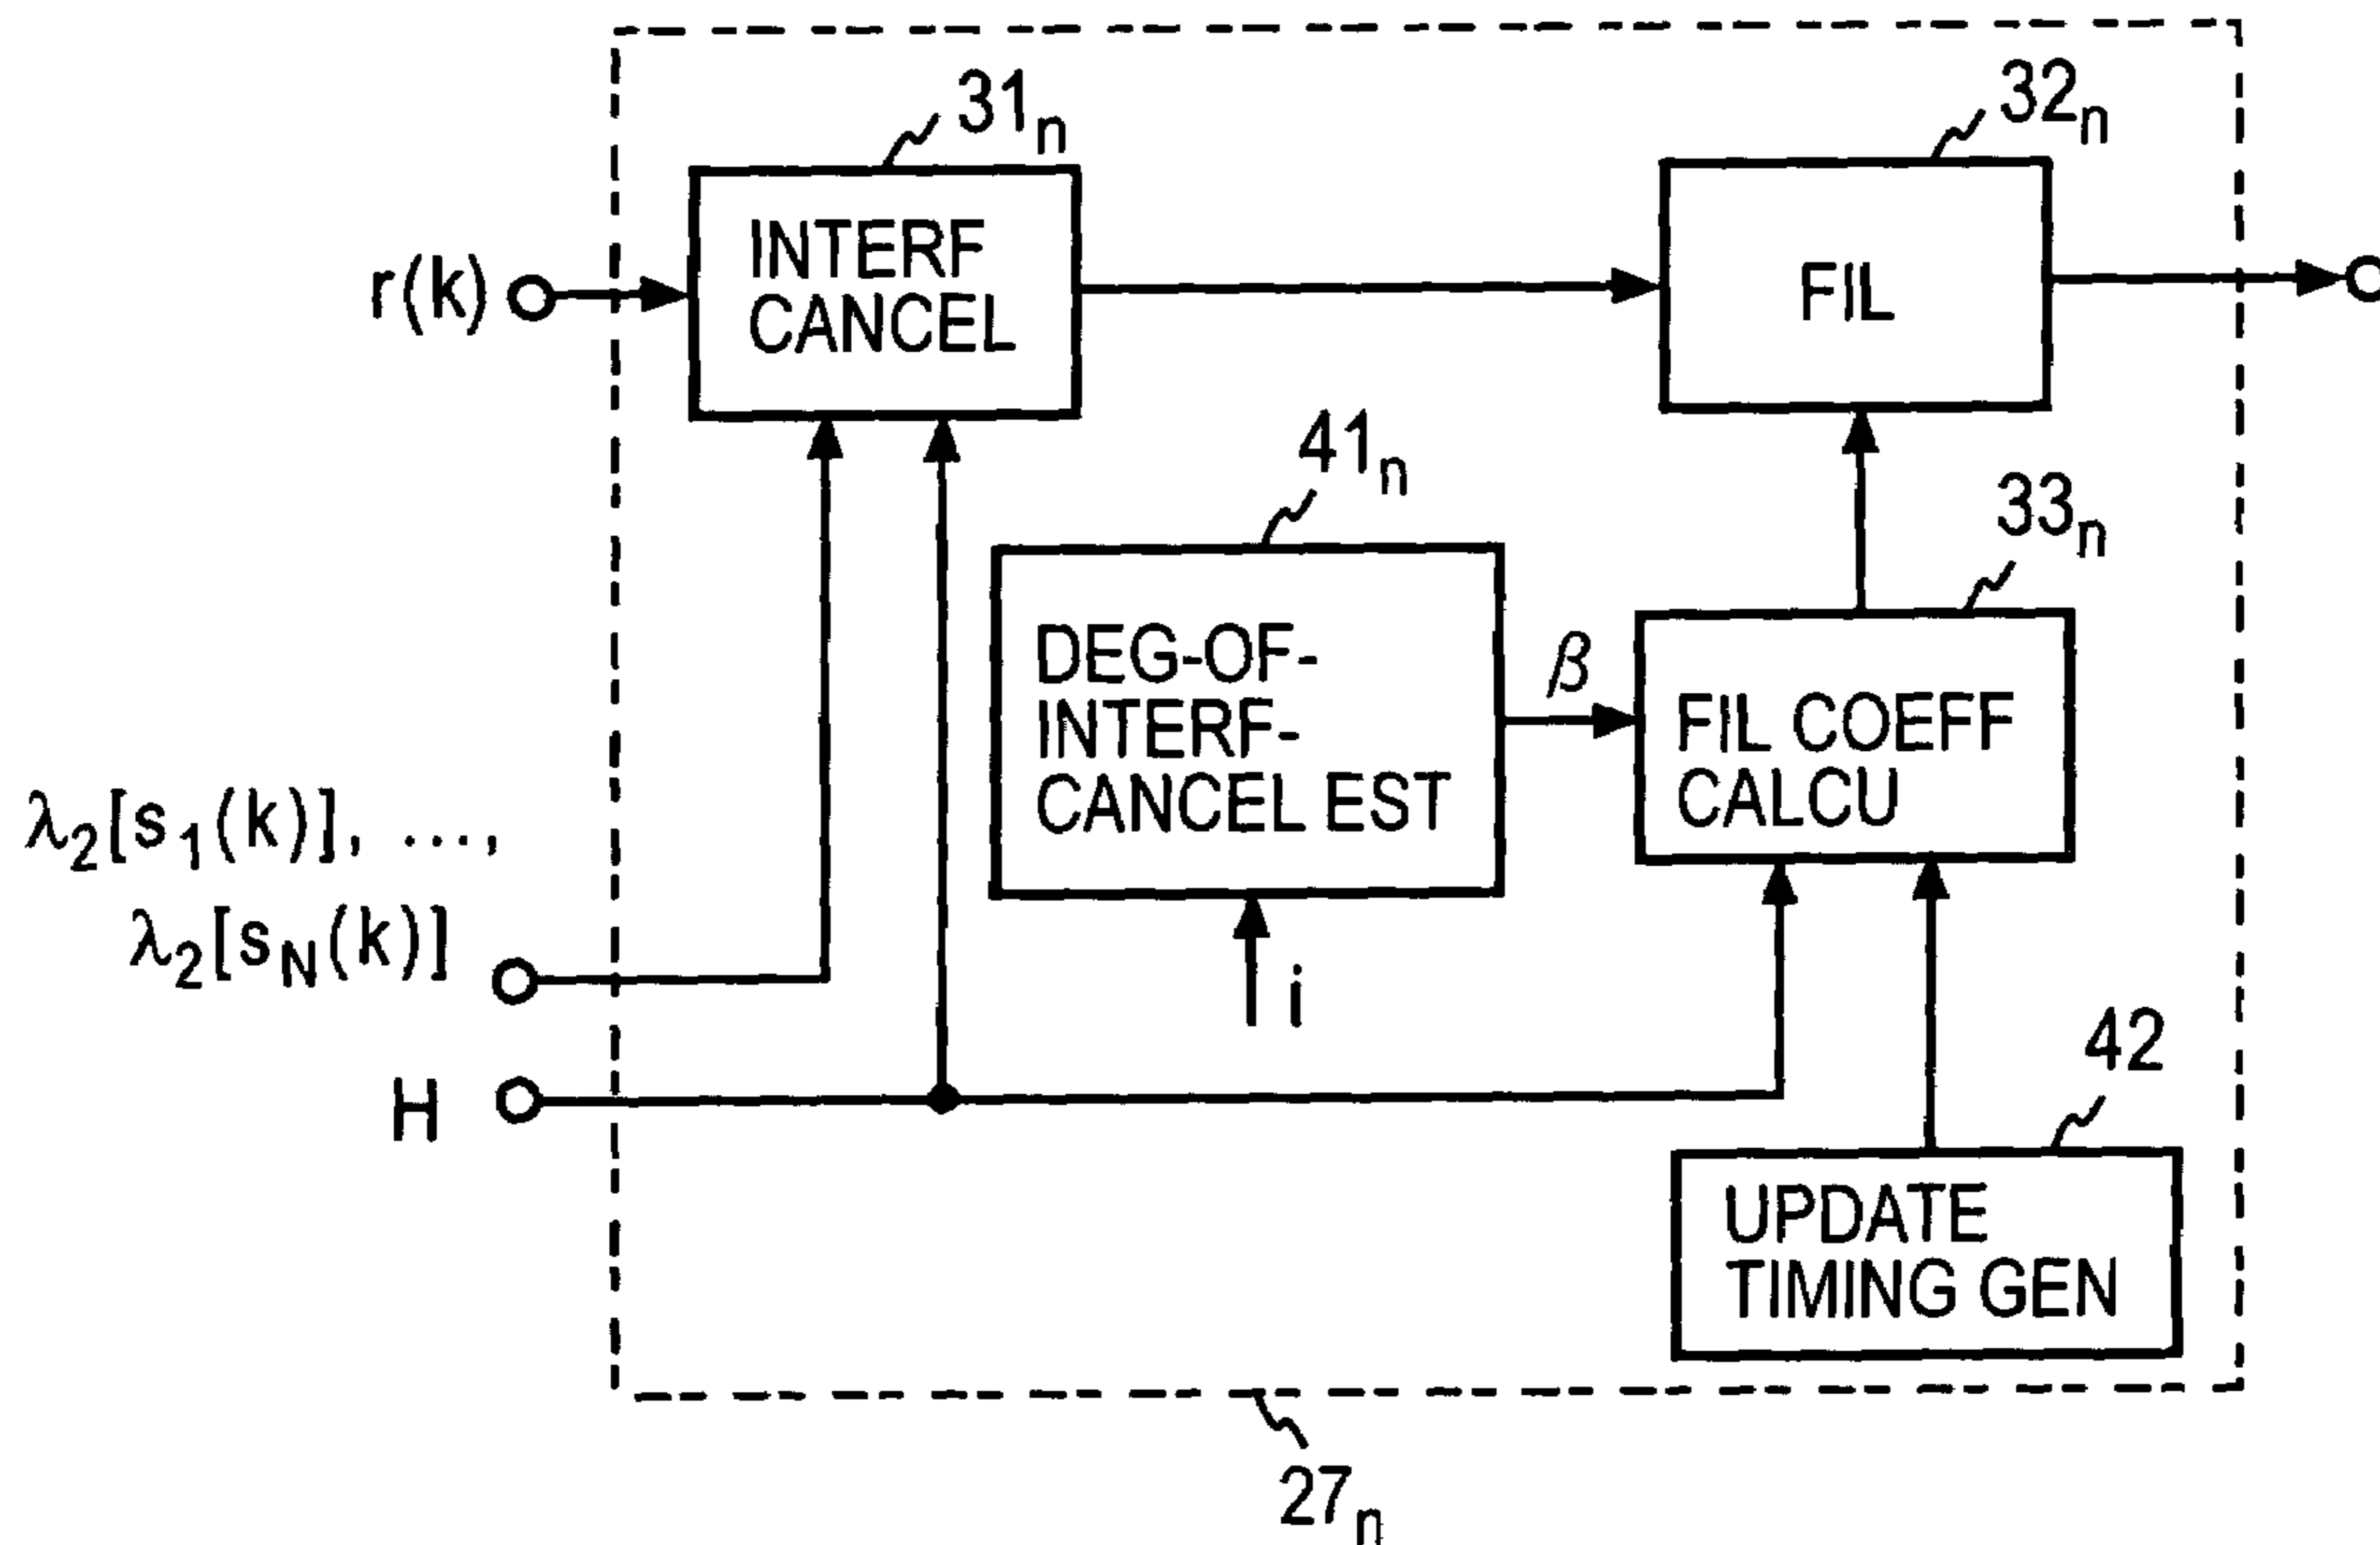 31n
32n
r(k)
INTERF
CANCEL
FIL
41n
33n
DEG-OF-
INTERF-
CANCEL EST
β
FIL COEFF
CALCU
λ2[s1(k)], ...,
λ2[sN(k)]
i
H
42
UPDATE
TIMING GEN
27n